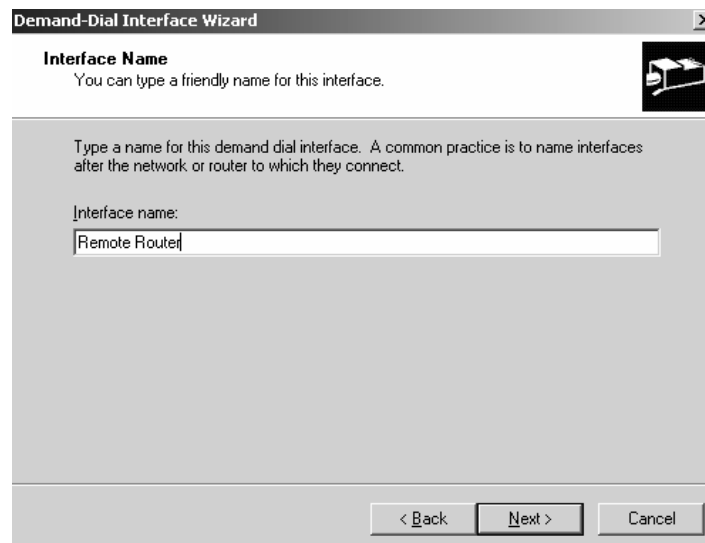 Demand-Dial Interface Wizard
Interface Name
You can type a friendly name for this interface.
Type a name for this demand dial interface. A common practice is to name interfaces
after the network or router to which they connect.
Interface name:
Remote Router
< Back Next > Cancel